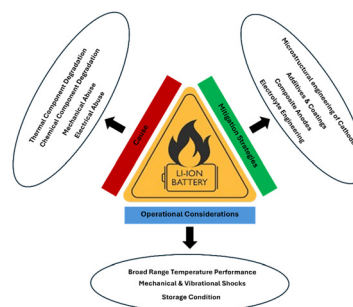 Thermal Component Degradation
Chemical Component Degradation
Mechanical Abuse
Electrical Abuse
Cause
Microstructural engineering of Cathode
Additives & Coatings
Composite Anodes
Electrolyte Engineering
Mitigation Strategies
LI-ION
BATTERY
Operational Considerations
Broad Range Temperature Performance
Mechanical & Vibrational Shocks
Storage Condition